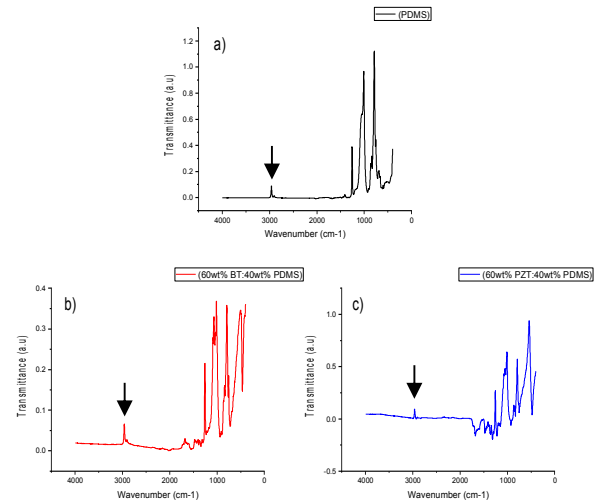 (PDMS)
a)
Transmittance (a.u)
1.2
1.0
0.8
0.6
0.4
0.2
0.0
4000 3000 2000 1000 0
Wavenumber (cm-1)
(60wt% BT:40wt% PDMS)
b)
Transmittance (a.u)
0.4
0.3
0.2
0.1
0.0
4000 3000 2000 1000 0
Wavenumber (cm-1)
(60wt% PZT:40wt% PDMS)
c)
Transmittance (a.u)
1.0
0.5
0.0
-0.5
4000 3000 2000 1000 0
Wavenumber (cm-1)